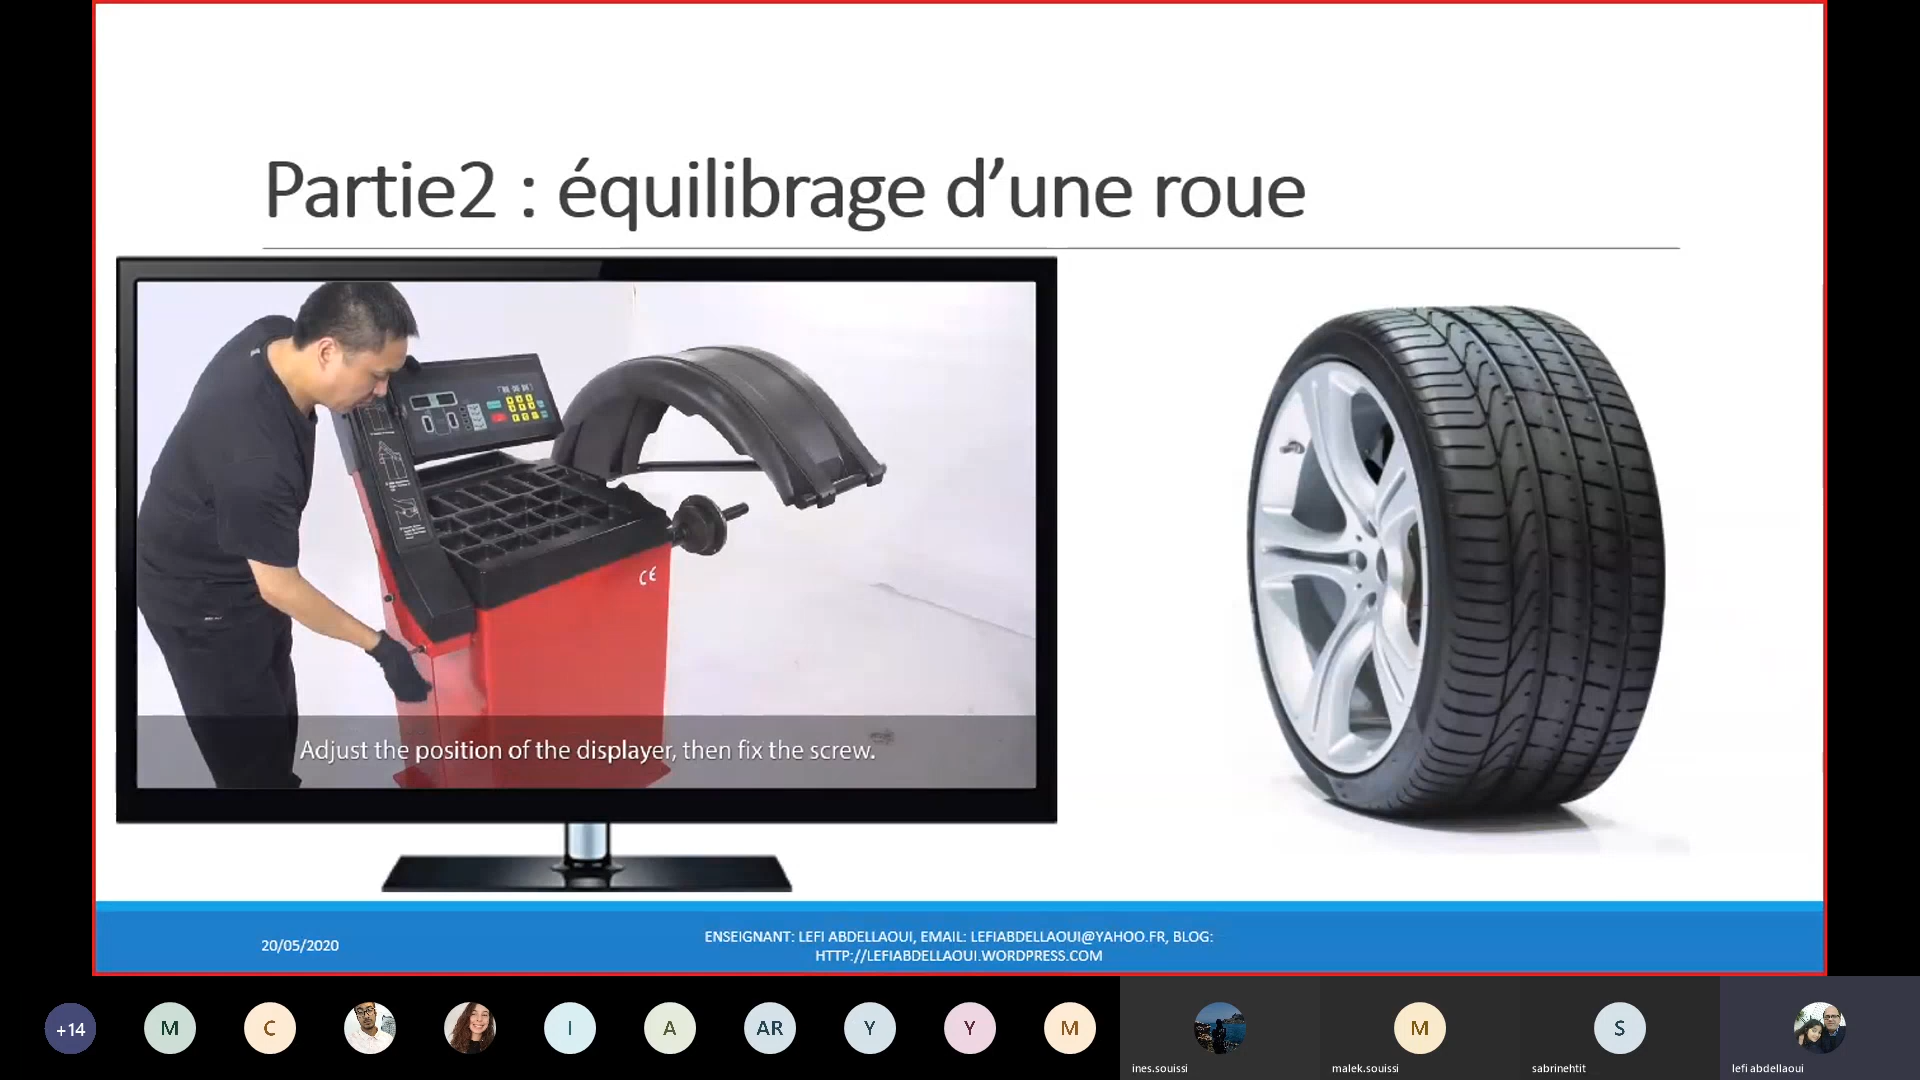 Partie2 : équilibrage d’une roue
CE
Adjust the position of the displayer, then fix the screw.
20/05/2020
ENSEIGNANT: LEFI ABDELLAOUI, EMAIL: LEFIABDELLAOUI@YAHOO.FR, BLOG:
HTTP://LEFIABDELLAOUI.WORDPRESS.COM
+14
M
C
I
A
AR
Y
Y
M
M
S
ines.souissi
malek.souissi
sabrinehtit
lefi abdellaoui